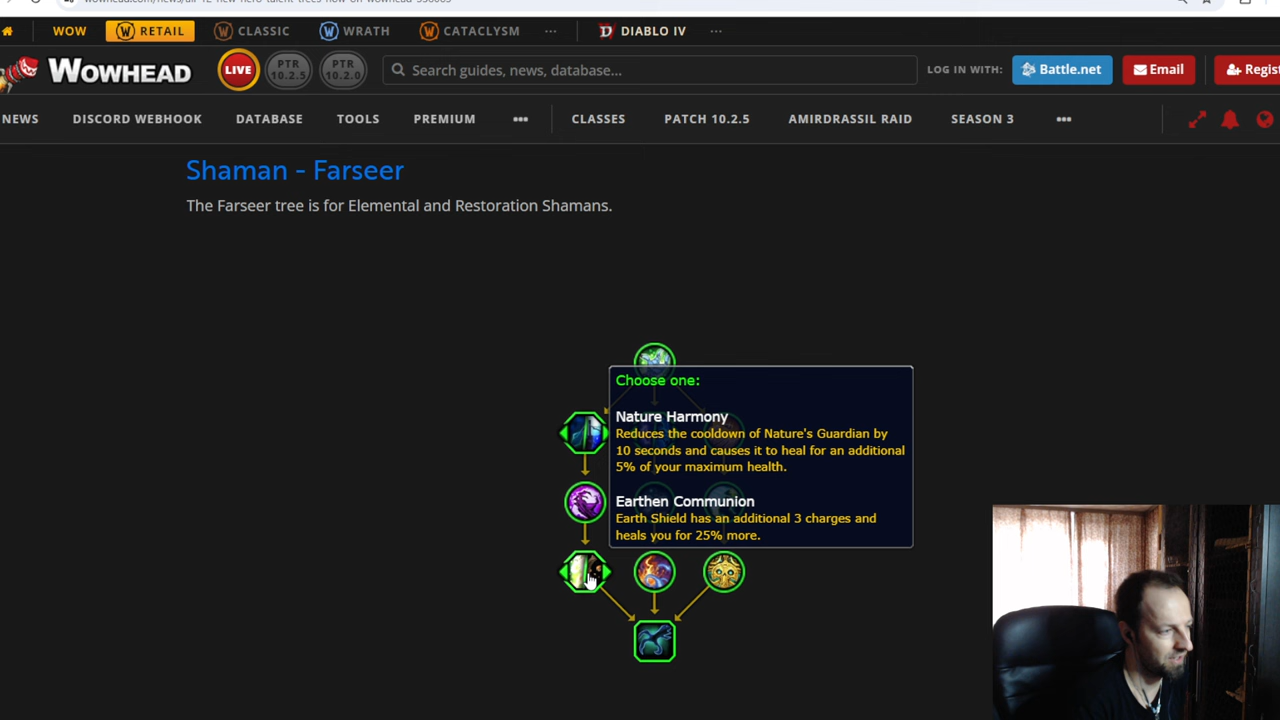 WOW RETAIL CLASSIC WRATH CATACLYSM ... DIABLO IV ...
WOWHEAD LIVE PTR 10.2.5 PTR 10.2.0 Search guides, news, database... LOG IN WITH: Battle.net Email Regist
NEWS DISCORD WEBHOOK DATABASE TOOLS PREMIUM ... CLASSES PATCH 10.2.5 AMIRDRASSIL RAID SEASON 3 ...
Shaman - Farseer
The Farseer tree is for Elemental and Restoration Shamans.
Choose one:
Nature Harmony
Reduces the cooldown of Nature's Guardian by
10 seconds and causes it to heal for an additional
5% of your maximum health.
Earthen Communion
Earth Shield has an additional 3 charges and
heals you for 25% more.